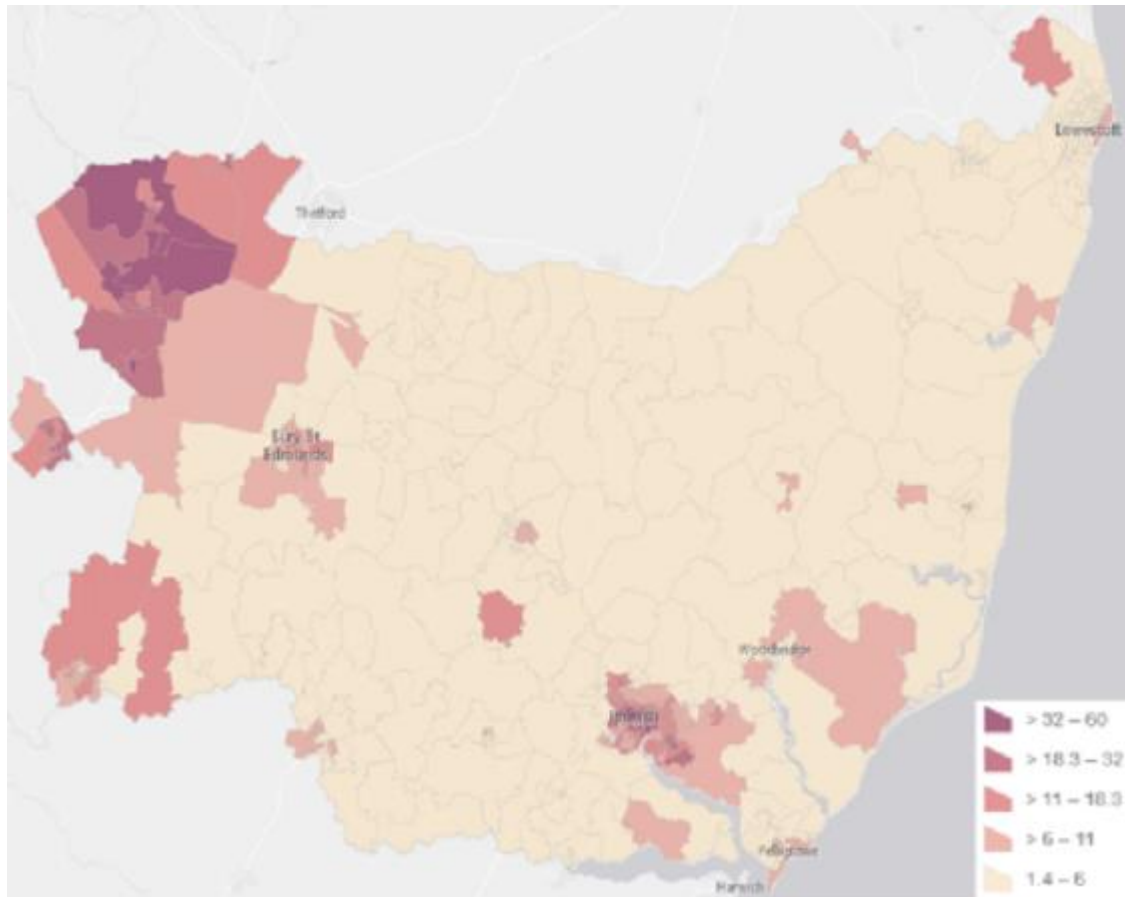 Lowestoft
Thetford
Bury St
Edmunds
Woodbridge
Ipswich
Felixstowe
Harwich
> 32 – 60
> 18.3 – 32
> 11 – 18.3
> 6 – 11
1.4 – 6